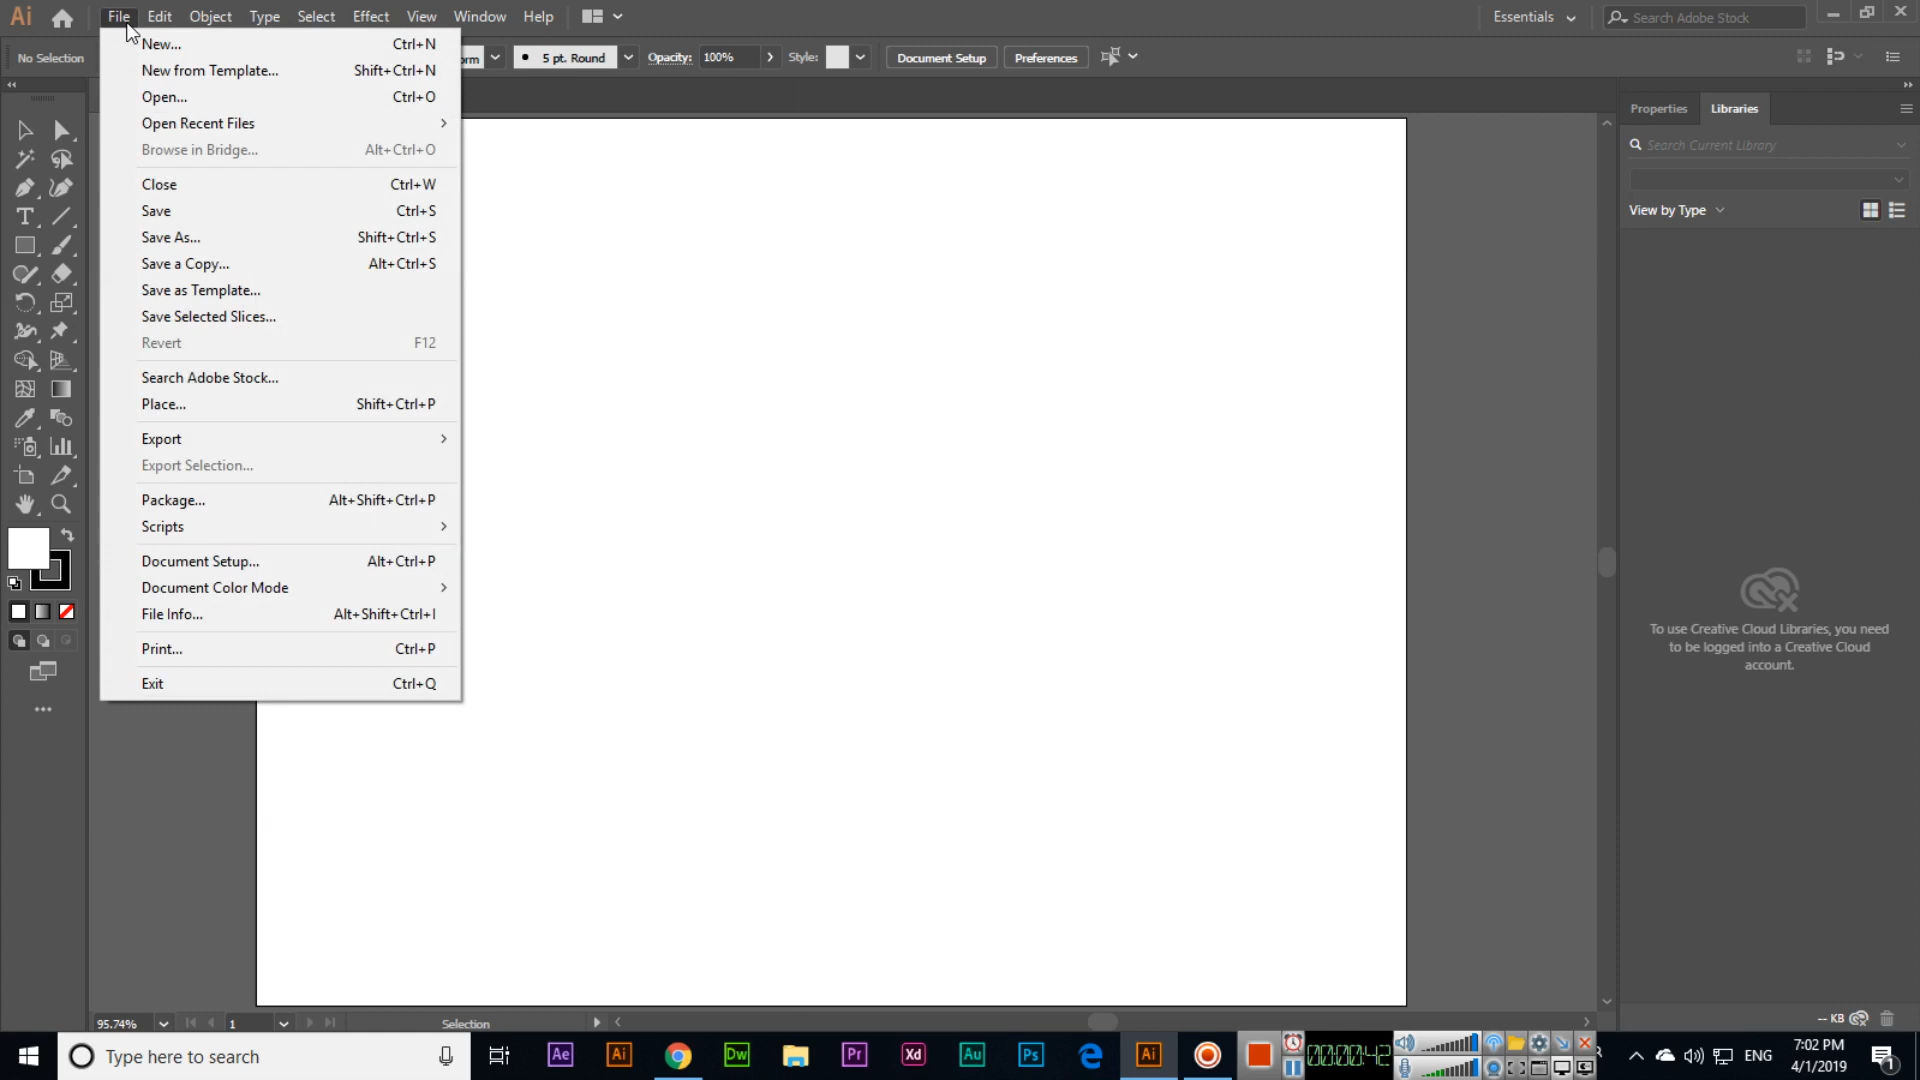 Ai File Edit Object Type Select Effect View Window Help Essentials Search Adobe Stock
No Selection 5 pt. Round Opacity: 100% Style: Document Setup Preferences
New... Ctrl+N
New from Template... Shift+Ctrl+N
Open... Ctrl+O
Open Recent Files
Browse in Bridge... Alt+Ctrl+O
Close Ctrl+W
Save Ctrl+S
Save As... Shift+Ctrl+S
Save a Copy... Alt+Ctrl+S
Save as Template...
Save Selected Slices...
Revert F12
Search Adobe Stock...
Place... Shift+Ctrl+P
Export
Export Selection...
Package... Alt+Shift+Ctrl+P
Scripts
Document Setup... Alt+Ctrl+P
Document Color Mode
File Info... Alt+Shift+Ctrl+I
Print... Ctrl+P
Exit Ctrl+Q
Properties Libraries
Search Current Library
View by Type
To use Creative Cloud Libraries, you need
to be logged into a Creative Cloud
account.
-- KB
95.74% 1 Selection
Type here to search Ae Ai Dw Pr Xd Au Ps Ai 00:00:42 ENG 7:02 PM
4/1/2019 1